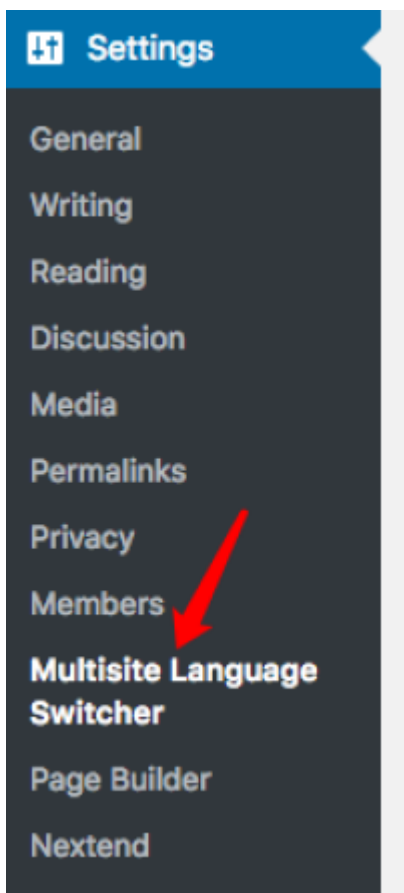 Settings
General
Writing
Reading
Discussion
Media
Permalinks
Privacy
Members
Multisite Language
Switcher
Page Builder
Nextend